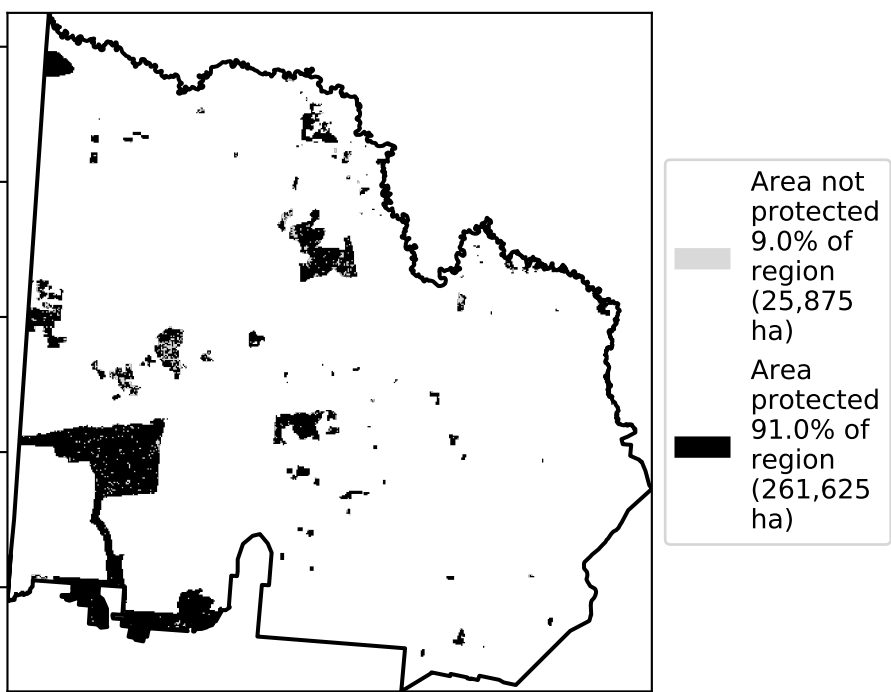 Area not
protected
9.0% of
region
(25,875
ha)
Area
protected
91.0% of
region
(261,625
ha)